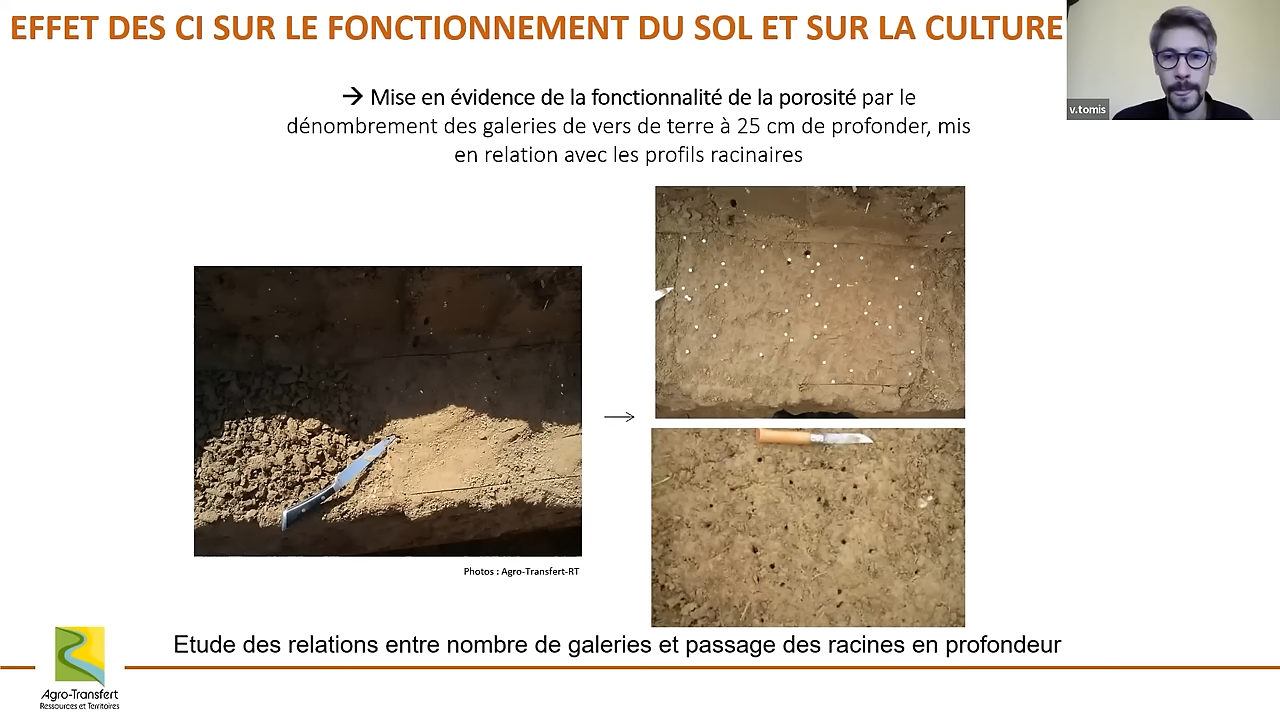 EFFET DES CI SUR LE FONCTIONNEMENT DU SOL ET SUR LA CULTURE
v.tomis
→ Mise en évidence de la fonctionnalité de la porosité par le
dénombrement des galeries de vers de terre à 25 cm de profonder, mis
en relation avec les profils racinaires
Photos : Agro-Transfert-RT
Etude des relations entre nombre de galeries et passage des racines en profondeur
Agro-Transfert
Ressources et Territoires